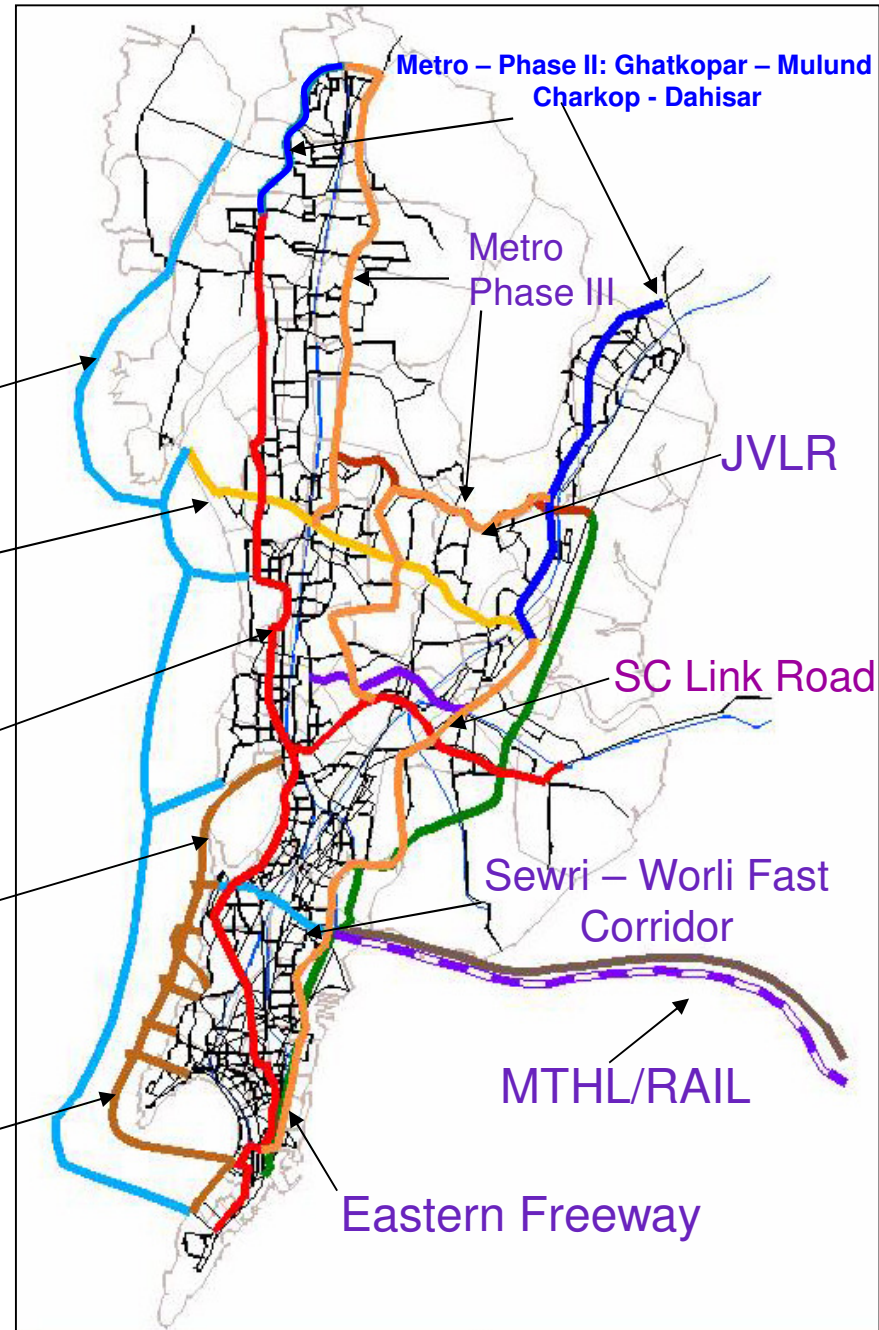 Metro – Phase II: Ghatkopar – Mulund
Charkop - Dahisar
Metro
Phase III
JVLR
SC Link Road
Sewri – Worli Fast
Corridor
MTHL/RAIL
Eastern Freeway